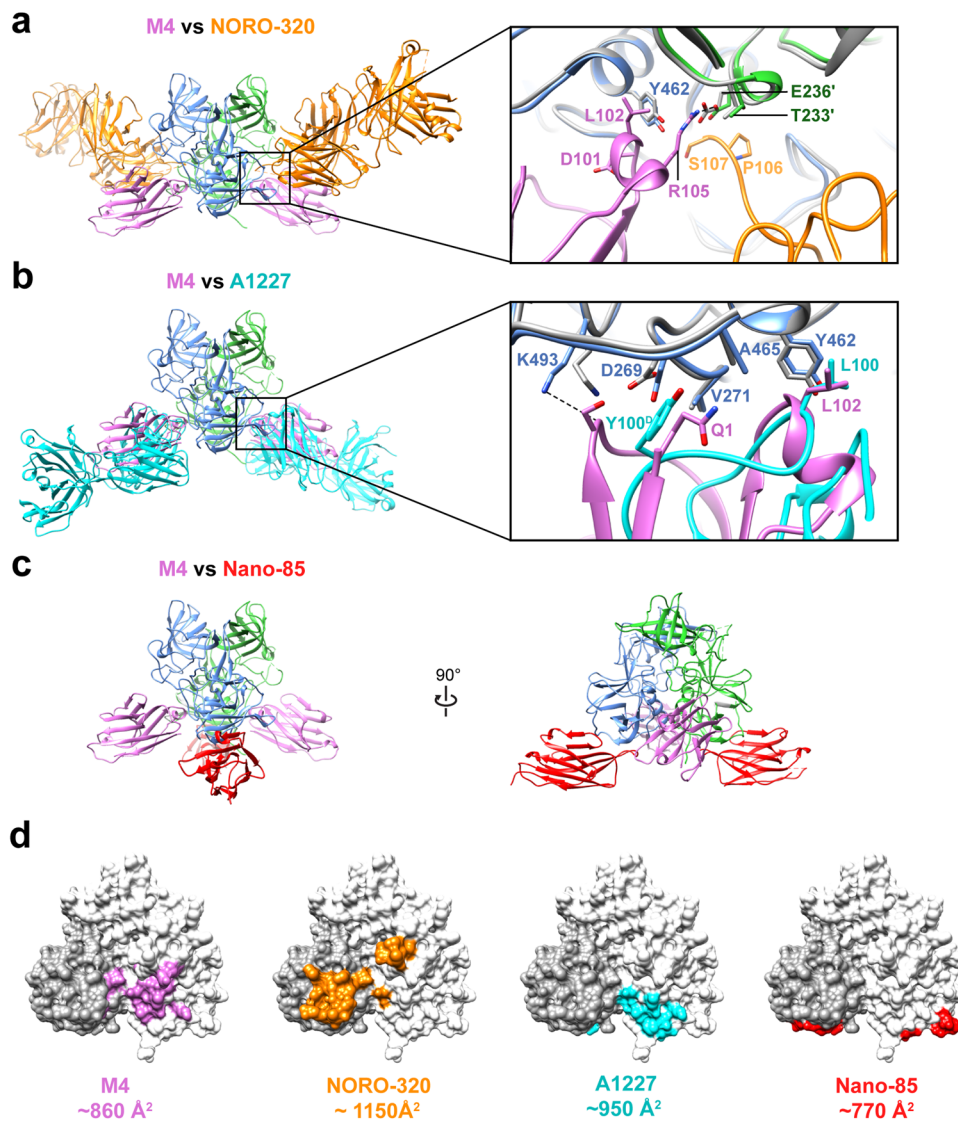 a
M4 vs NORO-320
Y462
L102
D101
R105
S107
P106
E236'
T233'
b
M4 vs A1227
K493
D269
A465
Y462
L100
V271
L102
Y100ᴰ
Q1
c
M4 vs Nano-85
90°
d
M4
~860 Å²
NORO-320
~ 1150Å²
A1227
~950 Å²
Nano-85
~770 Å²